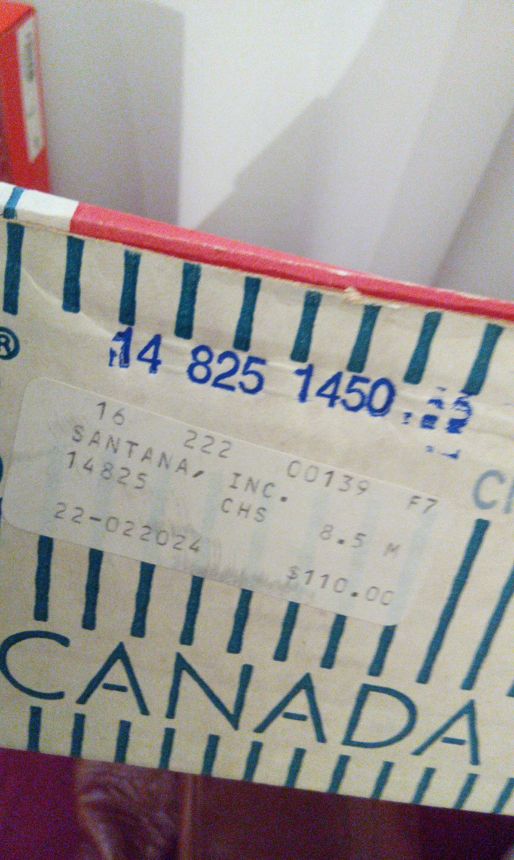 ®
14 825 1450
16 222 00139 F7
SANTANA, INC.
14825 CHS 8.5 M
22-022024 $110.00
CANADA